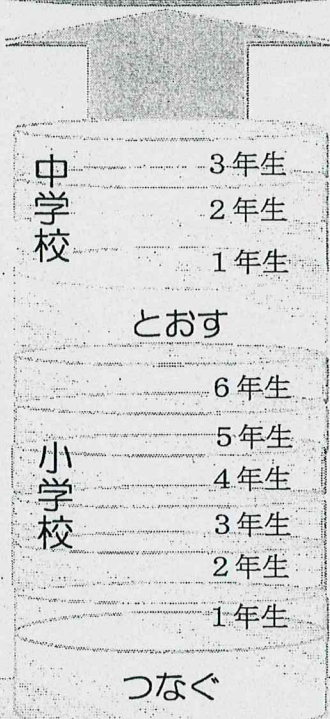 中学校
3年生
2年生
1年生
とおす
小学校
6年生
5年生
4年生
3年生
2年生
1年生
つなぐ